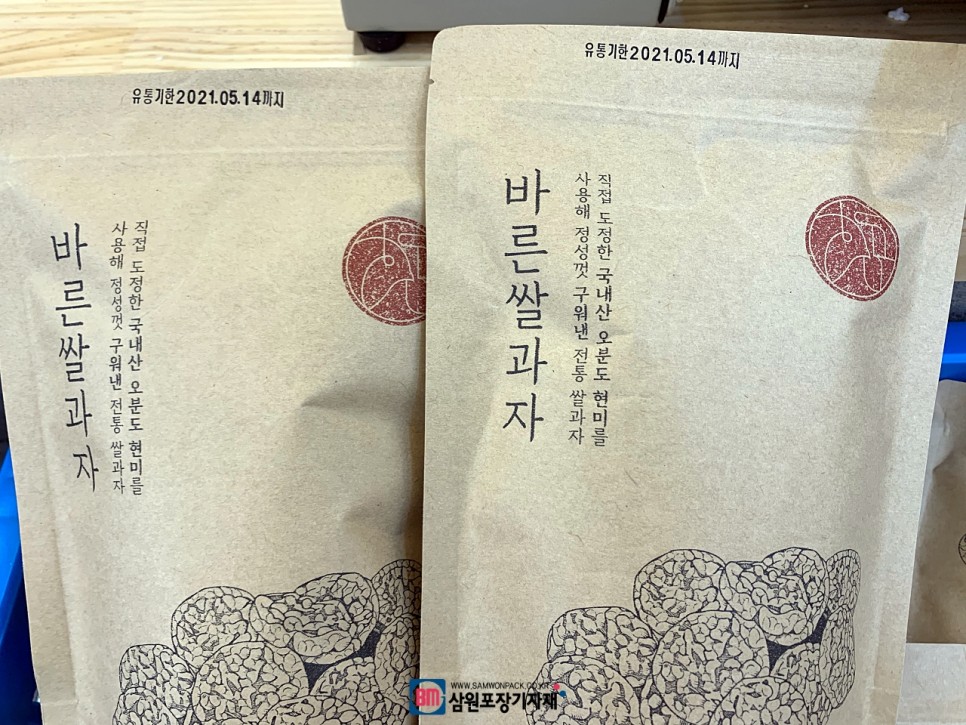 유통기한2021.05.14까지
바른쌀과자
직접 도정한 국내산 오분도 현미를
사용해 정성껏 구워낸 전통 쌀과자
유통기한2021.05.14까지
바른쌀과자
직접 도정한 국내산 오분도 현미를
사용해 정성껏 구워낸 전통 쌀과자
BM
WWW.SAMWONPACK.CO.KR
삼원포장기자재